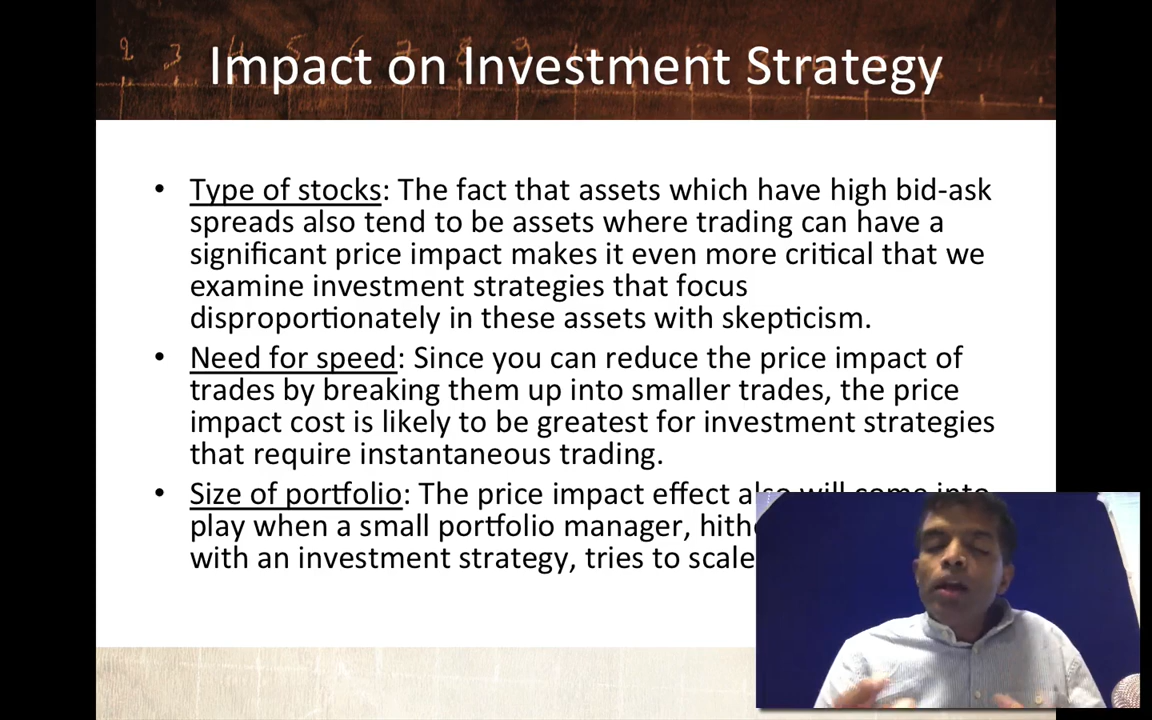 Impact on Investment Strategy
• Type of stocks: The fact that assets which have high bid-ask
spreads also tend to be assets where trading can have a
significant price impact makes it even more critical that we
examine investment strategies that focus
disproportionately in these assets with skepticism.
• Need for speed: Since you can reduce the price impact of
trades by breaking them up into smaller trades, the price
impact cost is likely to be greatest for investment strategies
that require instantaneous trading.
• Size of portfolio: The price impact effect also will come into
play when a small portfolio manager,
with an investment strategy, tries to scale